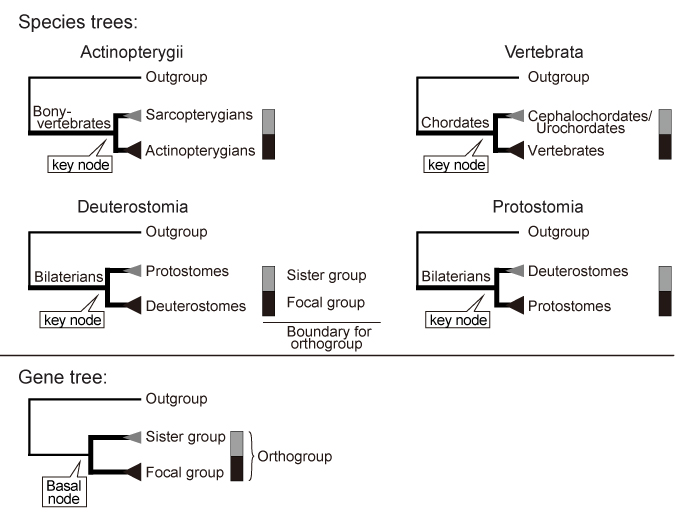 Species trees:
Actinopterygii
Outgroup
Bony-
vertebrates
Sarcopterygians
Actinopterygians
key node
Vertebrata
Outgroup
Chordates
Cephalochordates/
Urochordates
Vertebrates
key node
Deuterostomia
Outgroup
Bilaterians
Protostomes
Deuterostomes
key node
Sister group
Focal group
Boundary for
orthogroup
Protostomia
Outgroup
Bilaterians
Deuterostomes
Protostomes
key node
Gene tree:
Outgroup
Sister group
Focal group
Orthogroup
Basal
node